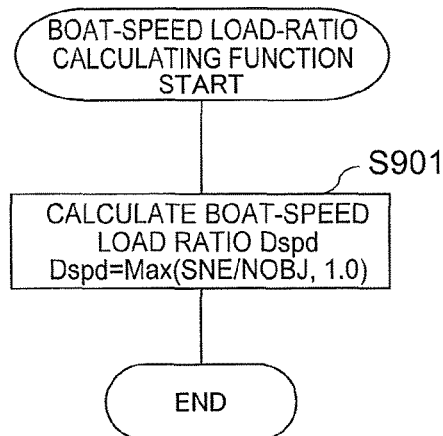 BOAT-SPEED LOAD-RATIO
CALCULATING FUNCTION
START
S901
CALCULATE BOAT-SPEED
LOAD RATIO Dspd
Dspd=Max(SNE/NOBJ, 1.0)
END